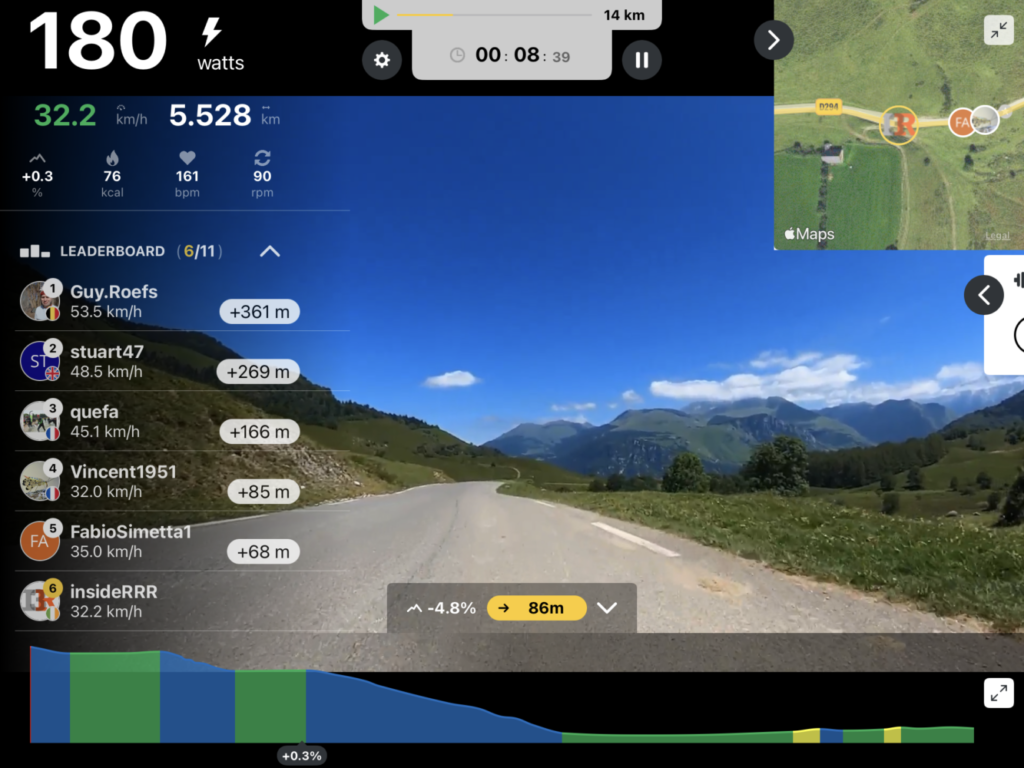 180
watts
14 km
00: 08: 39
32.2 km/h
5.528 km
+0.3
%
76
kcal
161
bpm
90
rpm
LEADERBOARD (6/11)
1
Guy.Roefs
53.5 km/h
+361 m
ST
2
stuart47
48.5 km/h
+269 m
3
quefa
45.1 km/h
+166 m
4
Vincent1951
32.0 km/h
+85 m
FA
5
FabioSimetta1
35.0 km/h
+68 m
6
insideRRR
32.2 km/h
D294
FA
Maps
Legal
-4.8%
86m
+0.3%